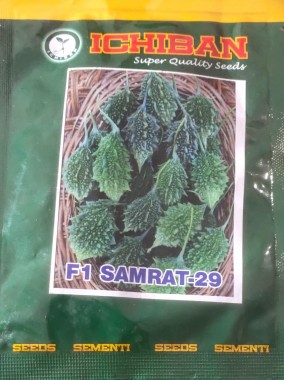 ICHIBAN
Super Quality Seeds
F1 SAMRAT-29
SEEDS SEMENTI SEEDS SEMENTI